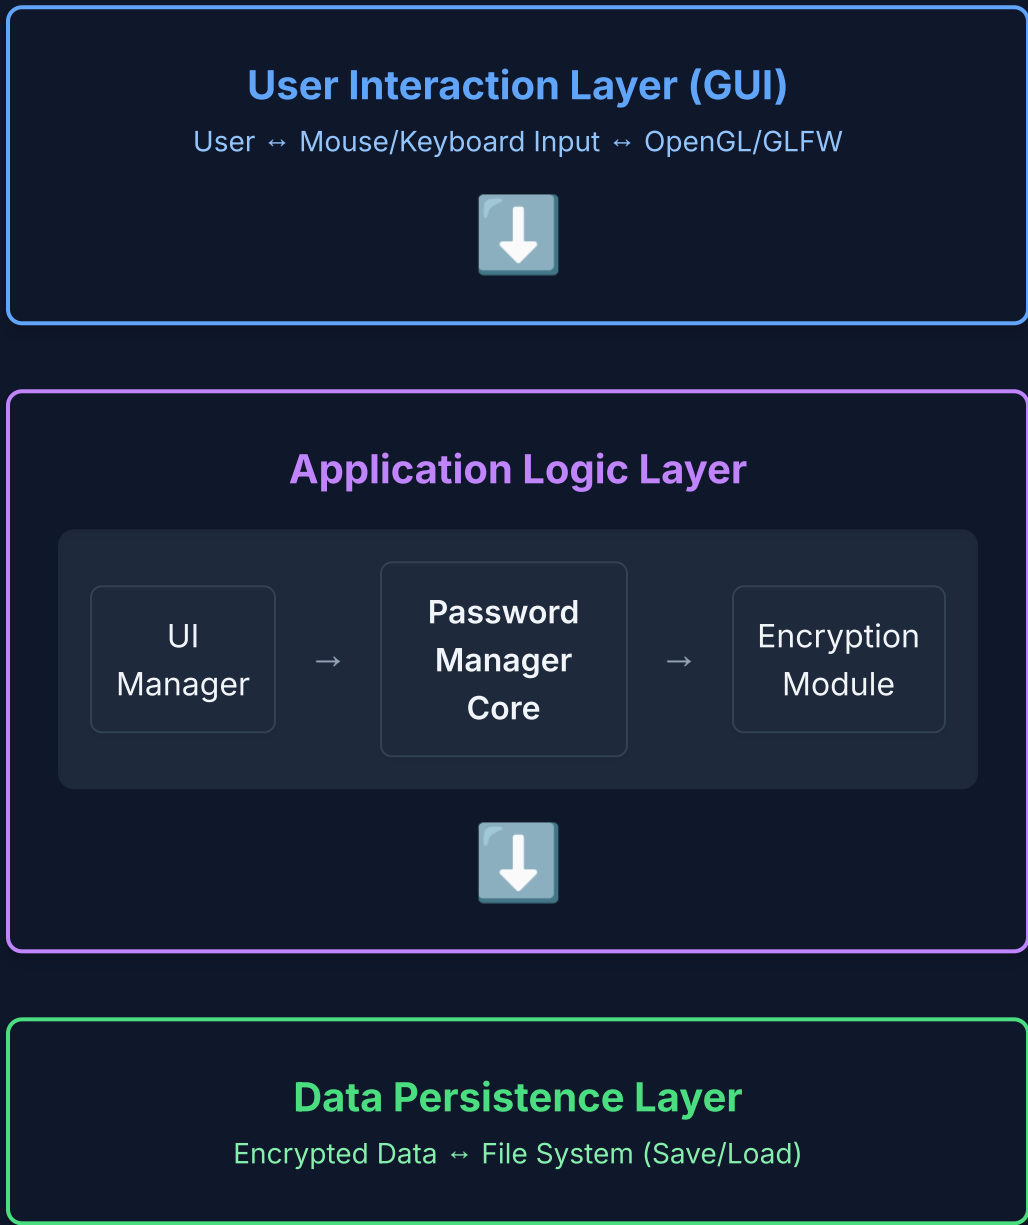 User Interaction Layer (GUI)
User ↔ Mouse/Keyboard Input ↔ OpenGL/GLFW
⬇️
Application Logic Layer
UI
Manager
→
Password
Manager
Core
→
Encryption
Module
⬇️
Data Persistence Layer
Encrypted Data ↔ File System (Save/Load)